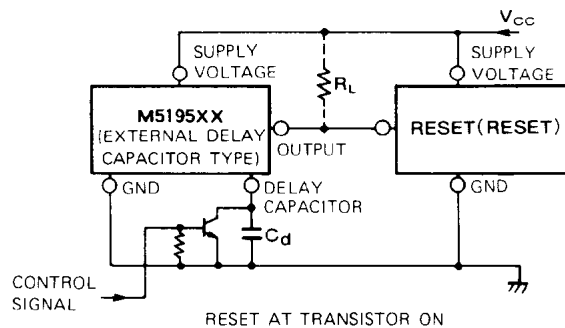 VCC
SUPPLY
VOLTAGE
SUPPLY
VOLTAGE
RL
M5195XX
(EXTERNAL DELAY
CAPACITOR TYPE)
OUTPUT
RESET(RESET)
GND
DELAY
CAPACITOR
GND
Cd
CONTROL
SIGNAL
RESET AT TRANSISTOR ON